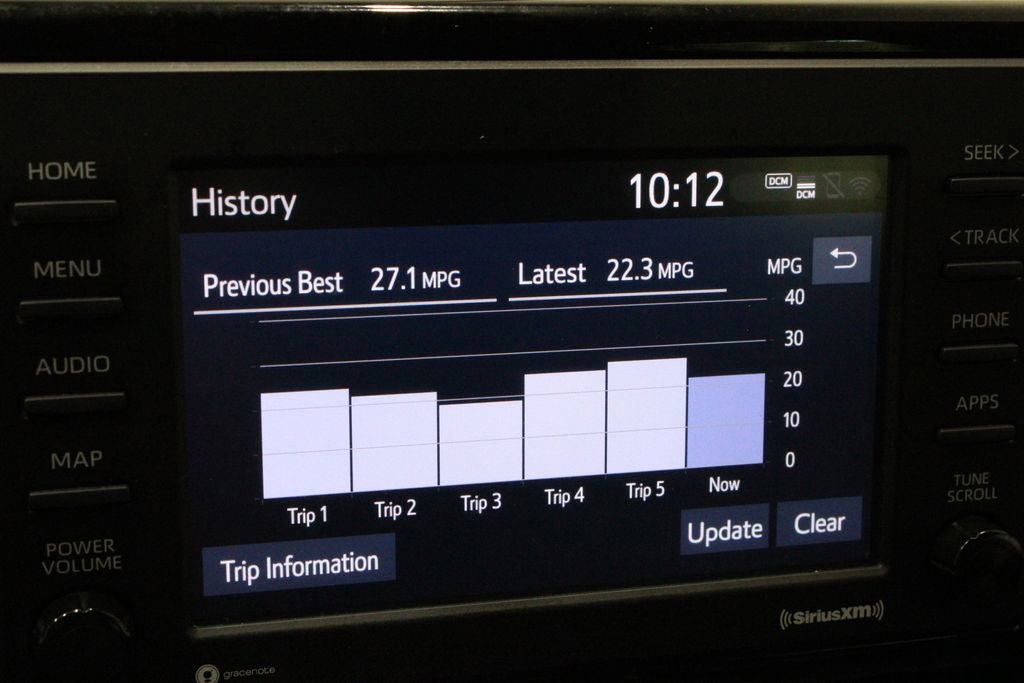 HOME
MENU
AUDIO
MAP
POWER
VOLUME
History
10:12
DCM
DCM
Previous Best 27.1 MPG
Latest 22.3 MPG
MPG
40
30
20
10
0
Trip 1
Trip 2
Trip 3
Trip 4
Trip 5
Now
Trip Information
Update
Clear
SEEK >
< TRACK
PHONE
APPS
TUNE
SCROLL
((SiriusXM))
g gracenote